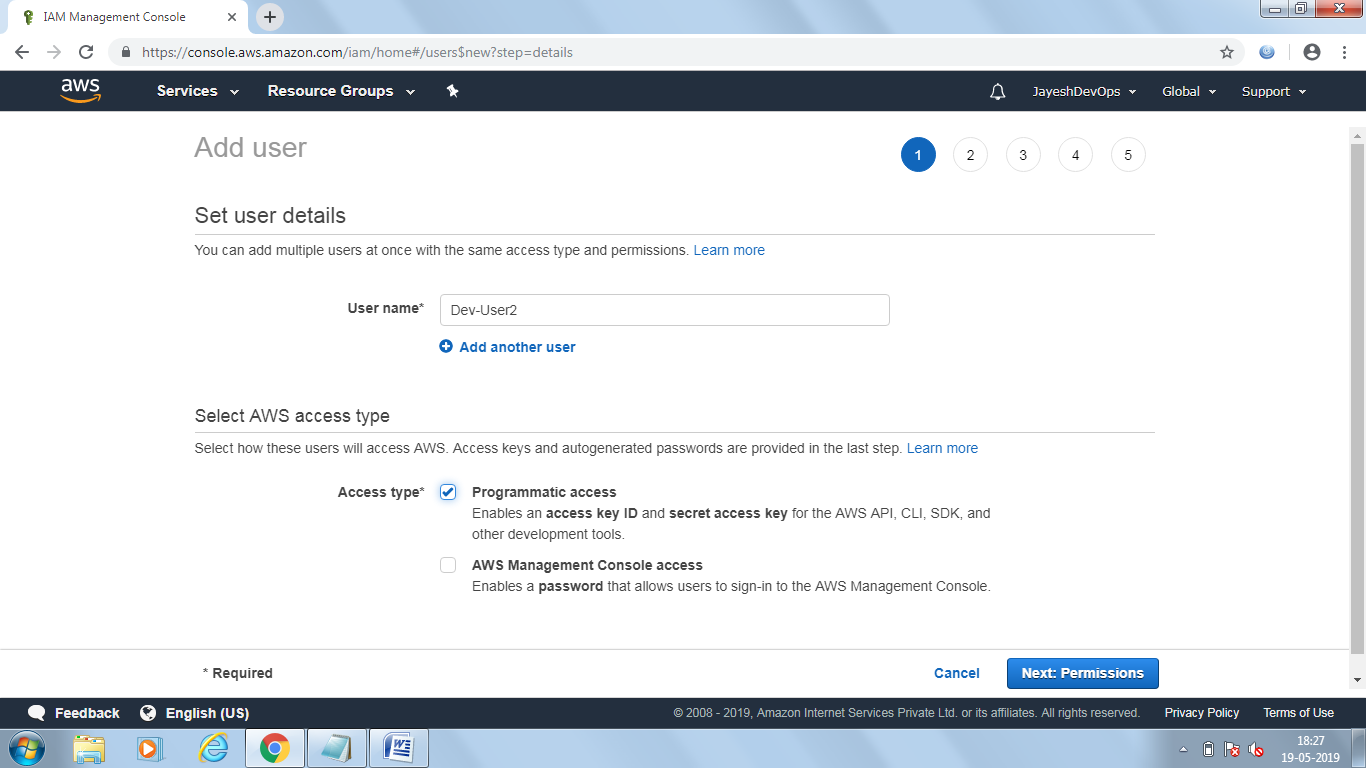 IAM Management Console
https://console.aws.amazon.com/iam/home#/users$new?step=details
aws Services Resource Groups JayeshDevOps Global Support
Add user 1 2 3 4 5
Set user details
You can add multiple users at once with the same access type and permissions. Learn more
User name* Dev-User2
Add another user
Select AWS access type
Select how these users will access AWS. Access keys and autogenerated passwords are provided in the last step. Learn more
Access type* Programmatic access
Enables an access key ID and secret access key for the AWS API, CLI, SDK, and
other development tools.
AWS Management Console access
Enables a password that allows users to sign-in to the AWS Management Console.
* Required Cancel Next: Permissions
Feedback English (US) © 2008 - 2019, Amazon Internet Services Private Ltd. or its affiliates. All rights reserved. Privacy Policy Terms of Use
18:27
19-05-2019